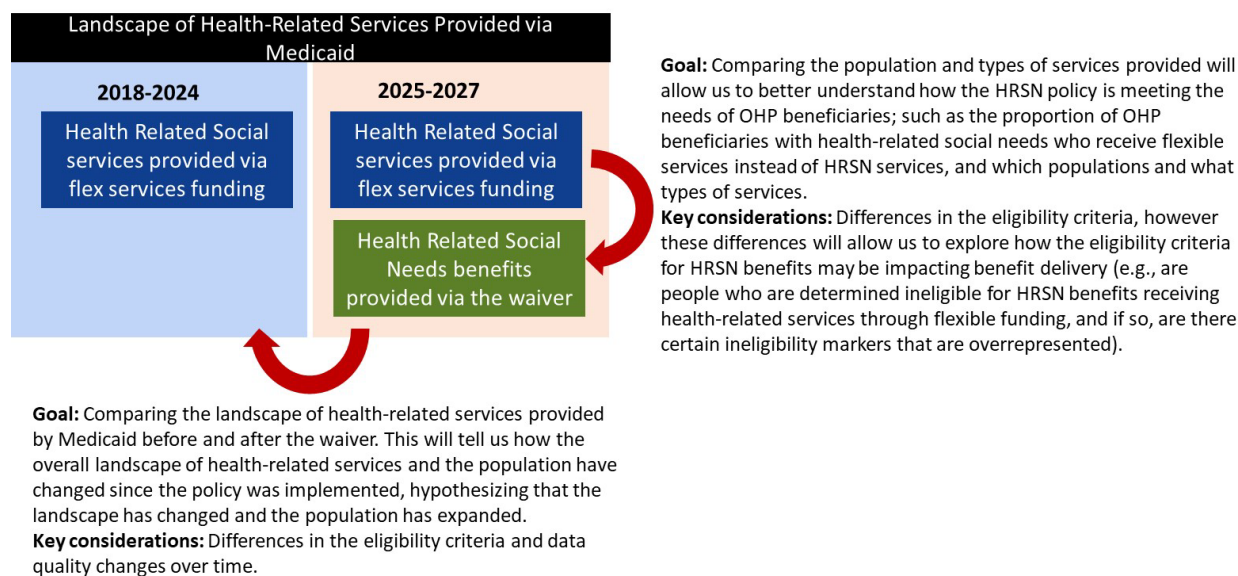 Landscape of Health-Related Services Provided via
Medicaid
2018-2024
Health Related Social
services provided via
flex services funding
2025-2027
Health Related Social
services provided via
flex services funding
Health Related Social
Needs benefits
provided via the waiver
Goal: Comparing the population and types of services provided will
allow us to better understand how the HRSN policy is meeting the
needs of OHP beneficiaries; such as the proportion of OHP
beneficiaries with health-related social needs who receive flexible
services instead of HRSN services, and which populations and what
types of services.
Key considerations: Differences in the eligibility criteria, however
these differences will allow us to explore how the eligibility criteria
for HRSN benefits may be impacting benefit delivery (e.g., are
people who are determined ineligible for HRSN benefits receiving
health-related services through flexible funding, and if so, are there
certain ineligibility markers that are overrepresented).
Goal: Comparing the landscape of health-related services provided
by Medicaid before and after the waiver. This will tell us how the
overall landscape of health-related services and the population have
changed since the policy was implemented, hypothesizing that the
landscape has changed and the population has expanded.
Key considerations: Differences in the eligibility criteria and data
quality changes over time.